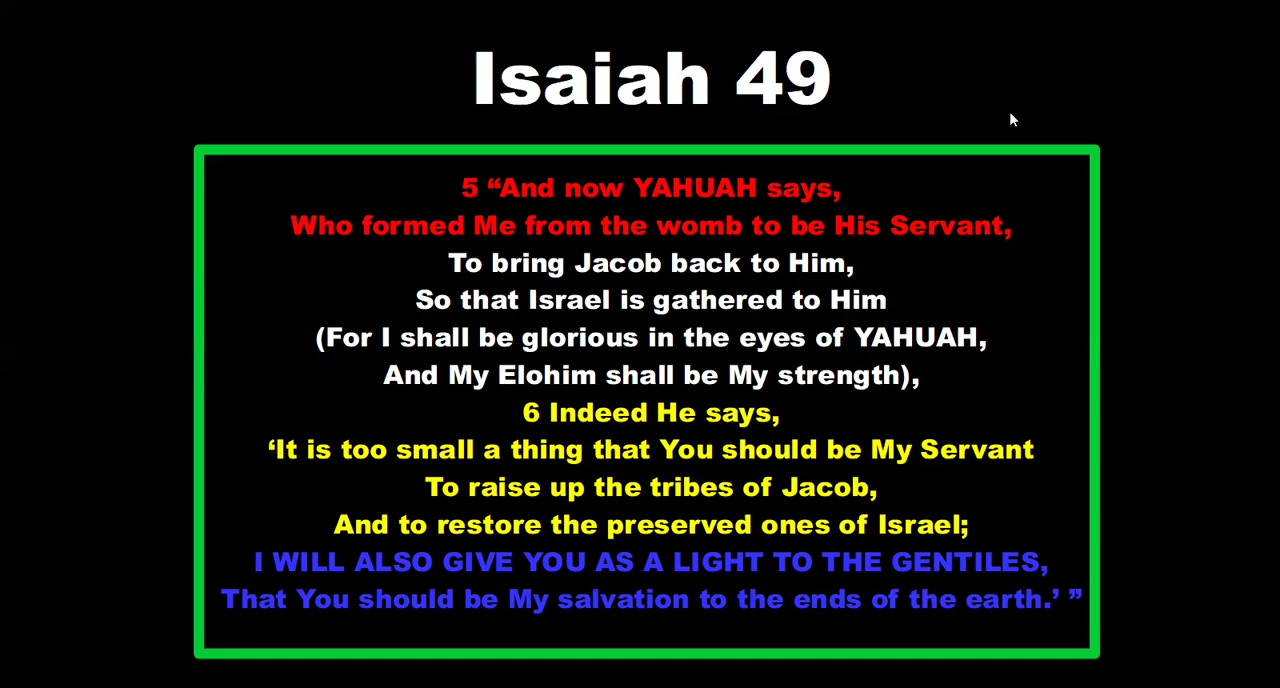 Isaiah 49
5 “And now YAHUAH says,
Who formed Me from the womb to be His Servant,
To bring Jacob back to Him,
So that Israel is gathered to Him
(For I shall be glorious in the eyes of YAHUAH,
And My Elohim shall be My strength),
6 Indeed He says,
‘It is too small a thing that You should be My Servant
To raise up the tribes of Jacob,
And to restore the preserved ones of Israel;
I WILL ALSO GIVE YOU AS A LIGHT TO THE GENTILES,
That You should be My salvation to the ends of the earth.’ ”